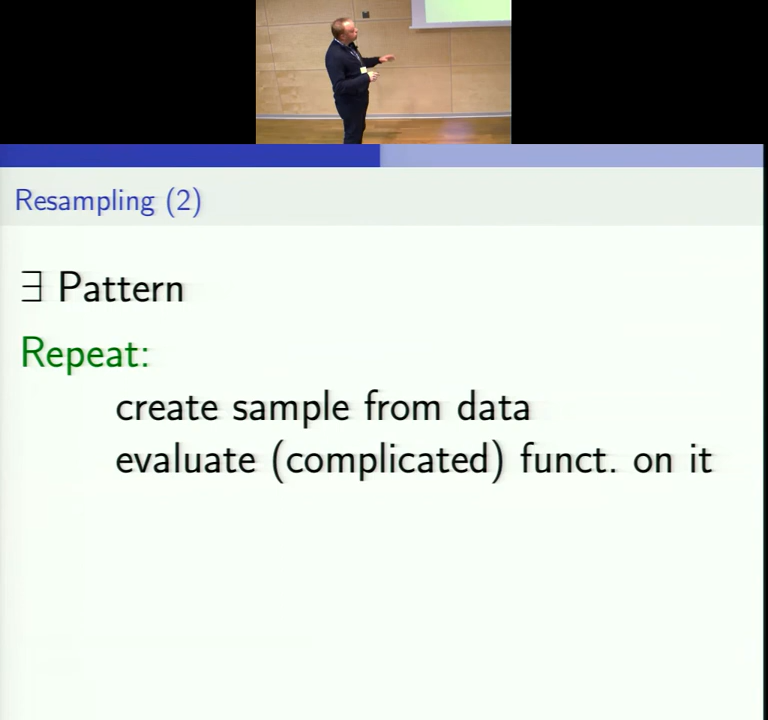 Resampling (2)
∃ Pattern
Repeat:
create sample from data
evaluate (complicated) funct. on it